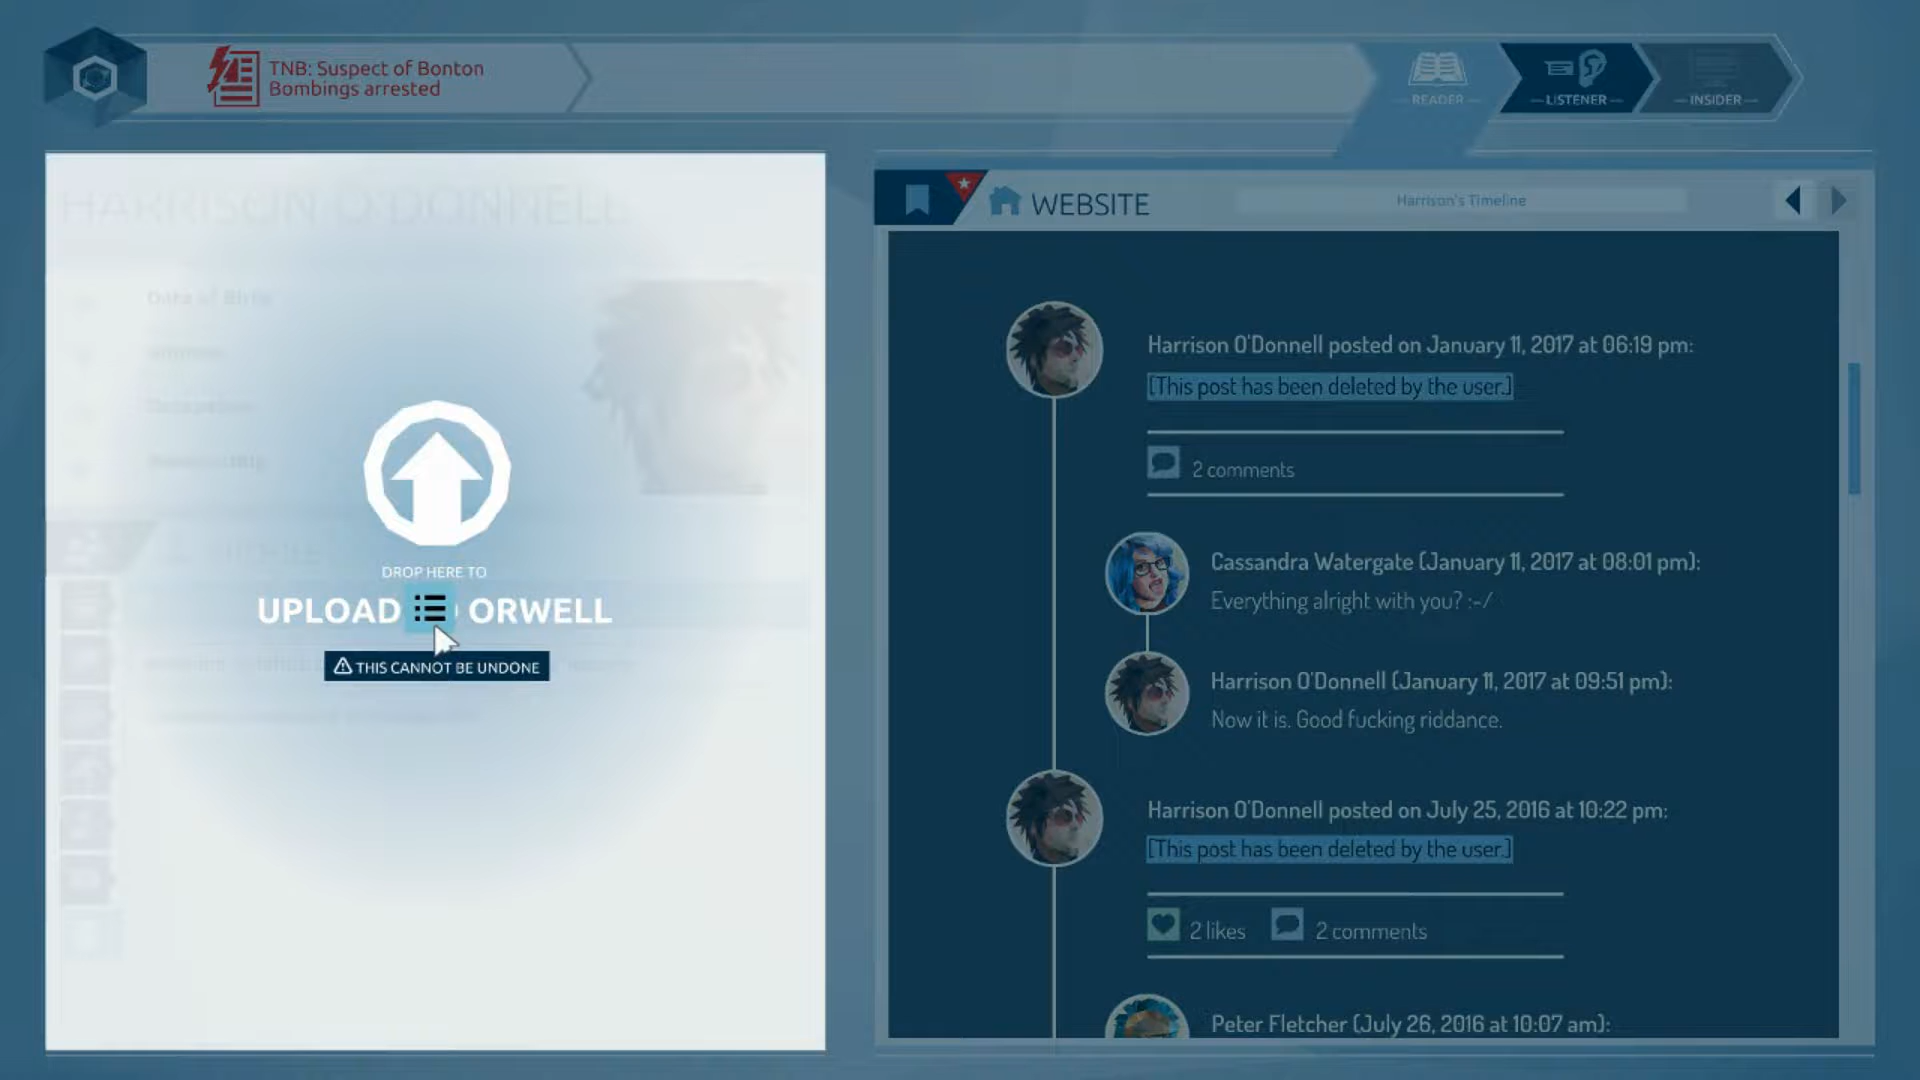 TNB: Suspect of Bonton
Bombings arrested
READER
LISTENER
INSIDER
HARRISON O'DONNELL
Date of Birth
DROP HERE TO
UPLOAD ORWELL
THIS CANNOT BE UNDONE
WEBSITE
Harrison's Timeline
Harrison O'Donnell posted on January 11, 2017 at 06:19 pm:
[This post has been deleted by the user.]
2 comments
Cassandra Watergate (January 11, 2017 at 08:01 pm):
Everything alright with you? :-/
Harrison O'Donnell (January 11, 2017 at 09:51 pm):
Now it is. Good fucking riddance.
Harrison O'Donnell posted on July 25, 2016 at 10:22 pm:
[This post has been deleted by the user.]
2 likes 2 comments
Peter Fletcher (July 26, 2016 at 10:07 am):